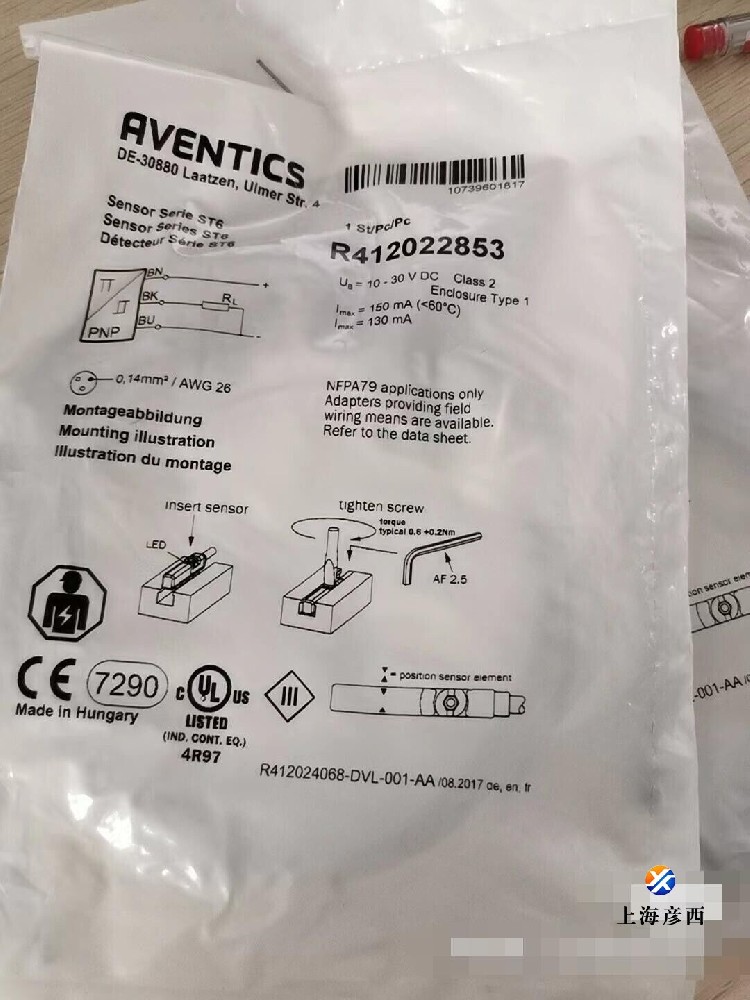 AVENTICS
DE-30880 Laatzen, Ulmer Str. 4
10739601817
Sensor Serie ST6
Sensor Series ST6
Détecteur Série ST6
1 St/Pc/Pc
R412022853
UB = 10 - 30 V DC Class 2
Enclosure Type 1
Imax = 150 mA (<60°C)
Imax = 130 mA
BN
+
BK
RL
BU
-
PNP
0,14mm² / AWG 26
NFPA79 applications only
Adapters providing field
wiring means are available.
Refer to the data sheet.
Montageabbildung
Mounting illustration
Illustration du montage
insert sensor
LED
tighten screw
torque
typical 0.6 +0.2Nm
AF 2.5
CE
7290
c UL us
LISTED
(IND. CONT. EQ.)
4R97
Made in Hungary
III
= position sensor element
R412024068-DVL-001-AA /08.2017 de, en, fr
-001-AA
上海彦西